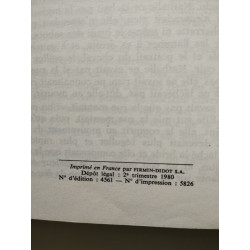 Imprimé en France par FIRMIN-DIDOT S.A.
Dépôt légal : 2e trimestre 1980
N° d'édition : 4561 — N° d'impression : 5826